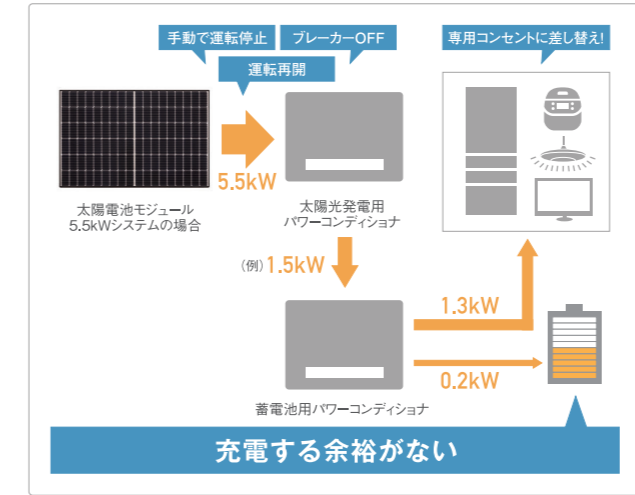 手動で運転停止
ブレーカーOFF
専用コンセントに差し替え!
運転再開
5.5kW
太陽電池モジュール
5.5kWシステムの場合
太陽光発電用
パワーコンディショナ
(例)1.5kW
1.3kW
0.2kW
蓄電池用パワーコンディショナ
充電する余裕がない